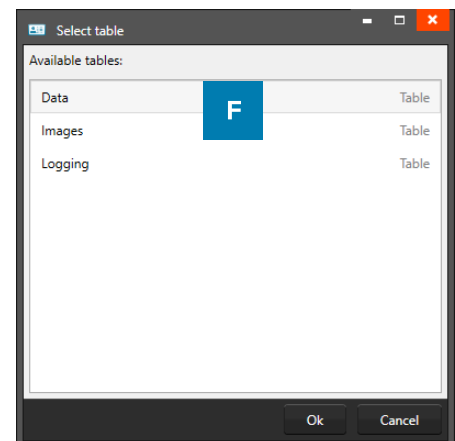 Select table
Available tables:
Data Table
F
Images Table
Logging Table
Ok Cancel